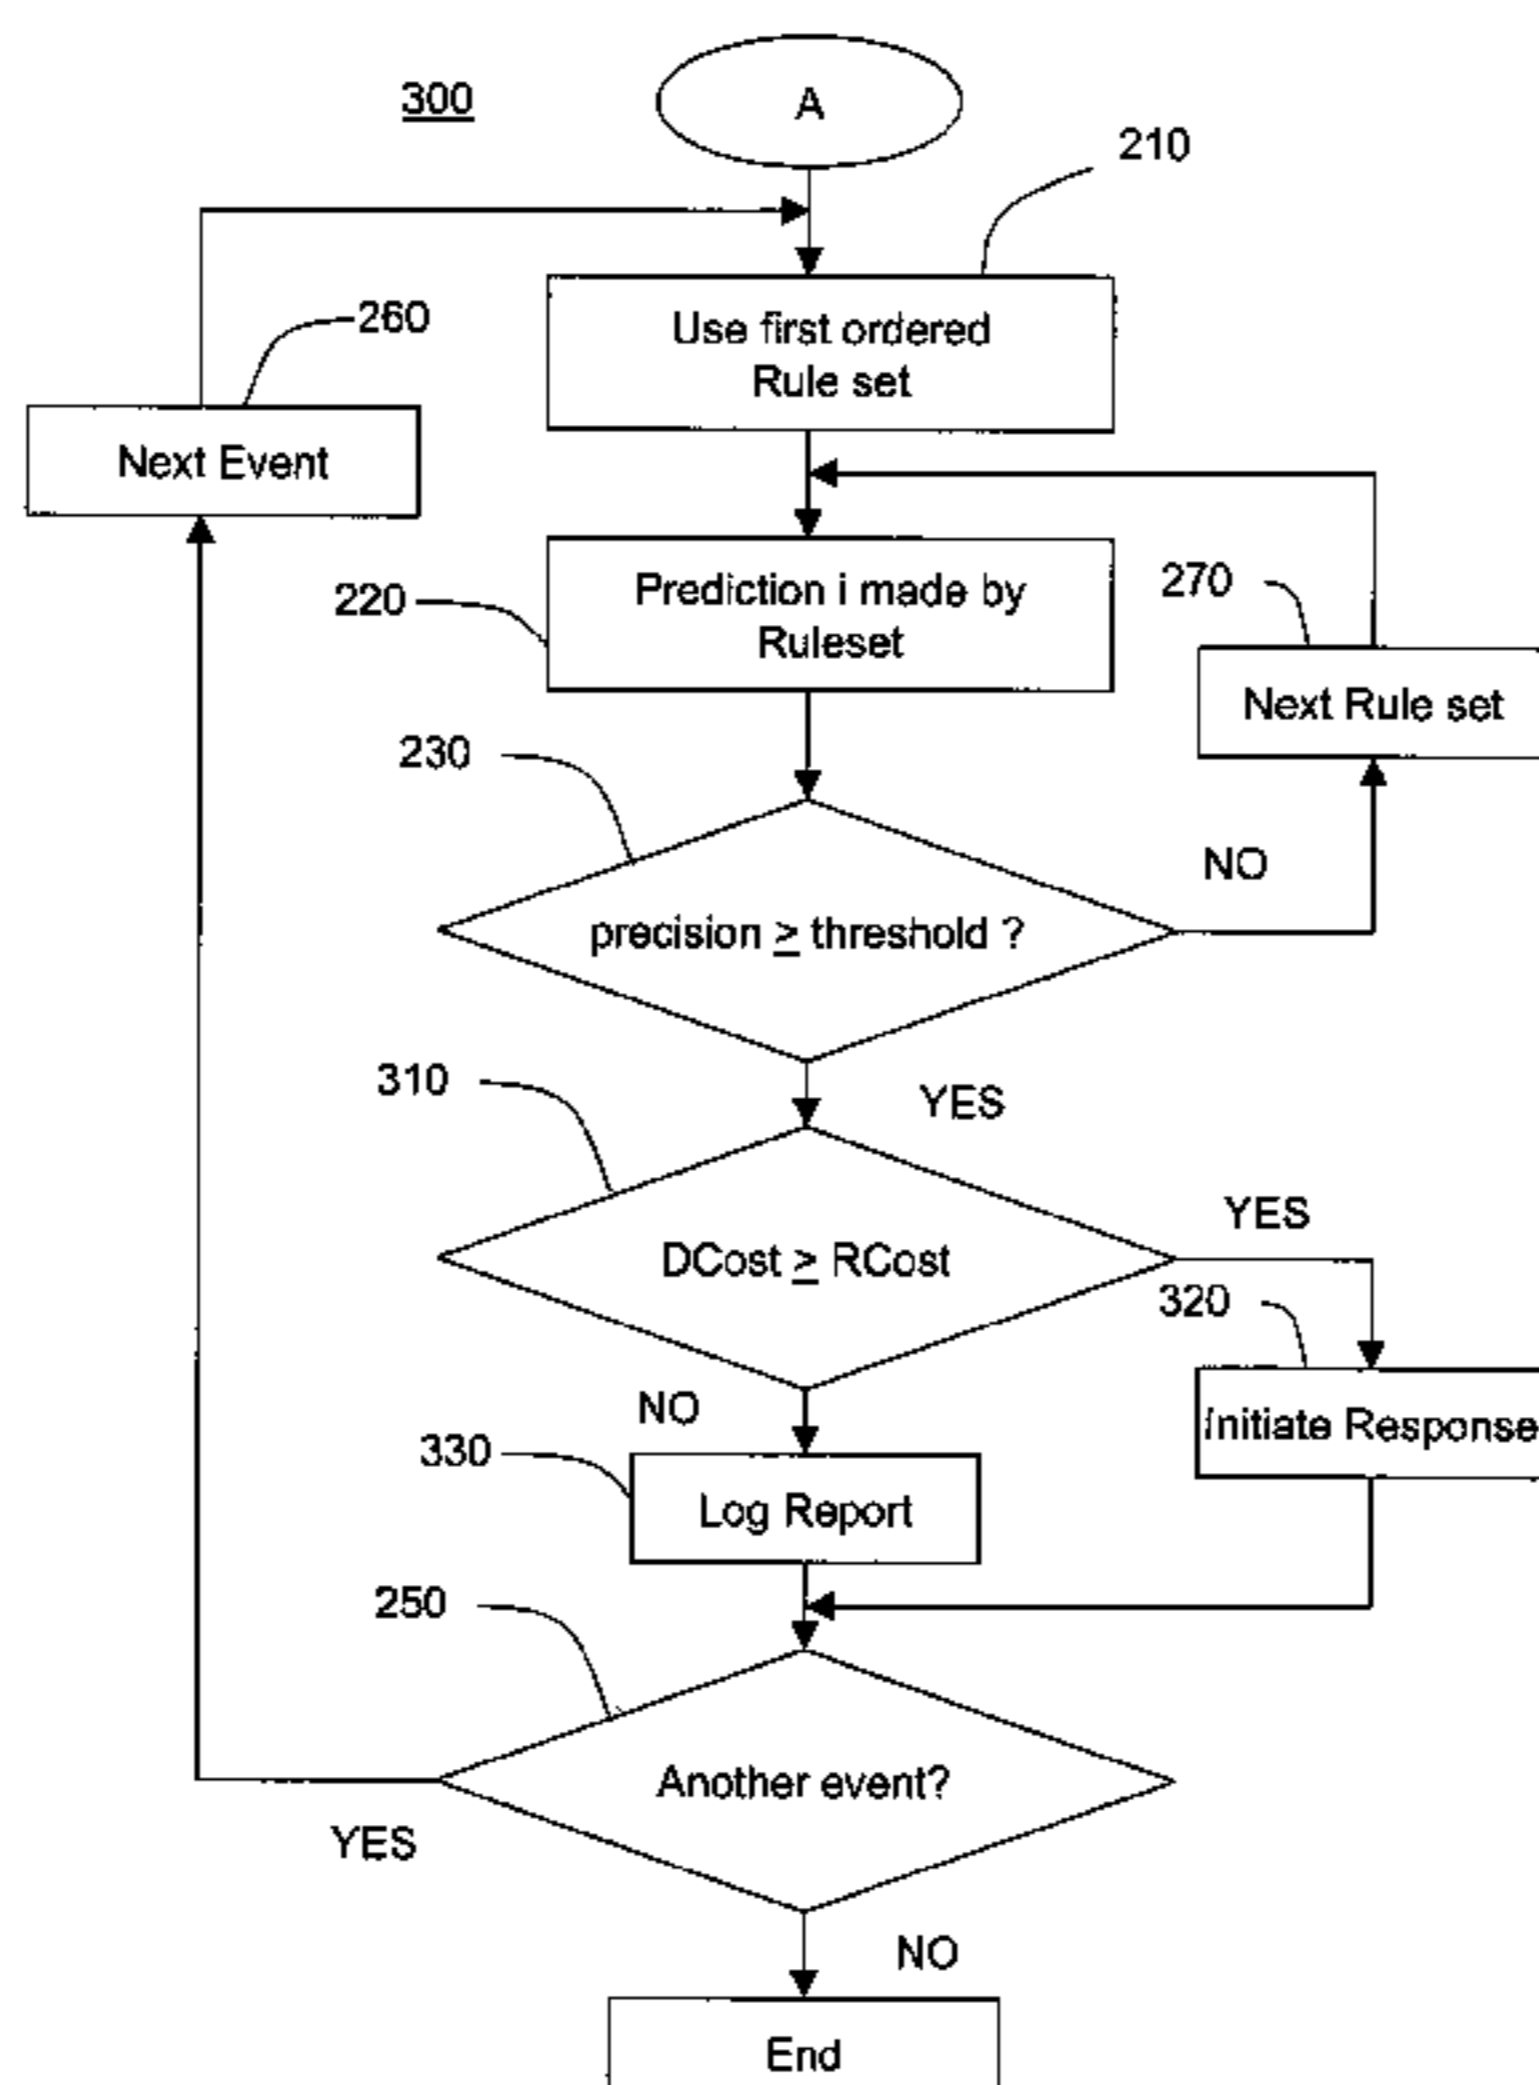 300
A
210
Use first ordered
Rule set
260
Next Event
220
Prediction i made by
Ruleset
270
Next Rule set
230
precision ≥ threshold ?
NO
YES
310
DCost ≥ RCost
YES
320
Initiate Response
NO
330
Log Report
250
Another event?
YES
NO
End